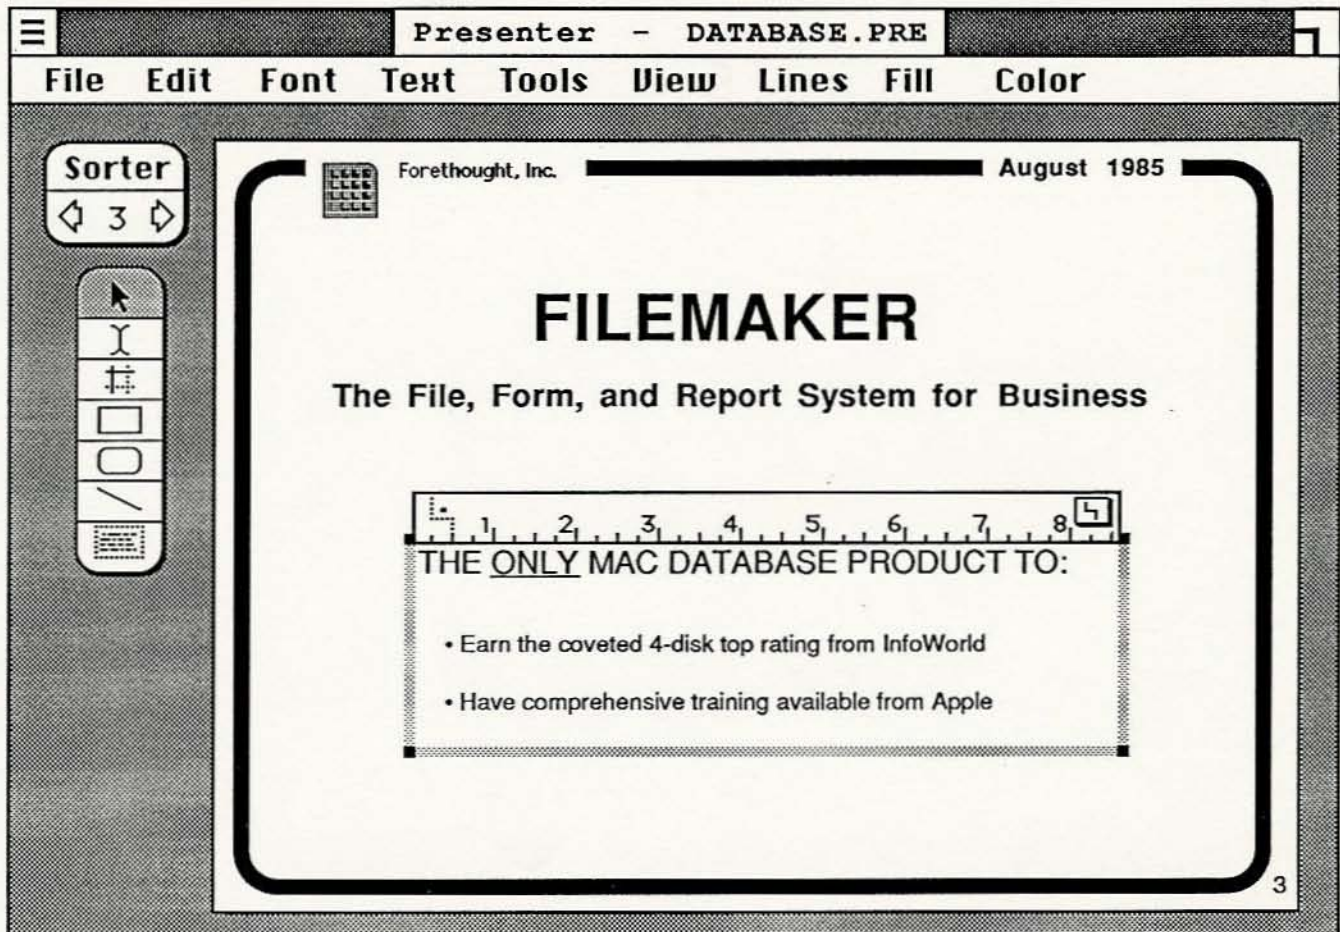 Presenter - DATABASE.PRE
File Edit Font Text Tools View Lines Fill Color
Sorter
3
Forethought, Inc.
August 1985
FILEMAKER
The File, Form, and Report System for Business
1 2 3 4 5 6 7 8
THE ONLY MAC DATABASE PRODUCT TO:
• Earn the coveted 4-disk top rating from InfoWorld
• Have comprehensive training available from Apple
3